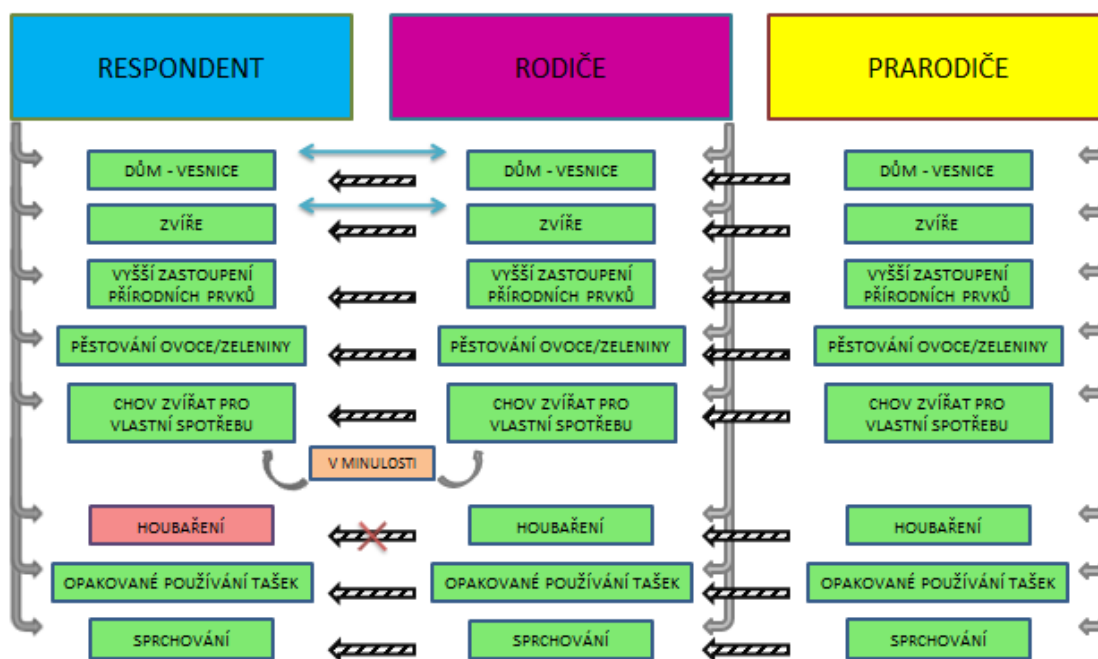 RESPONDENT
RODIČE
PRARODIČE
DŮM - VESNICE
DŮM - VESNICE
DŮM - VESNICE
ZVÍŘE
ZVÍŘE
ZVÍŘE
VYŠŠÍ ZASTOUPENÍ
PŘÍRODNÍCH PRVKŮ
VYŠŠÍ ZASTOUPENÍ
PŘÍRODNÍCH PRVKŮ
VYŠŠÍ ZASTOUPENÍ
PŘÍRODNÍCH PRVKŮ
PĚSTOVÁNÍ OVOCE/ZELENINY
PĚSTOVÁNÍ OVOCE/ZELENINY
PĚSTOVÁNÍ OVOCE/ZELENINY
CHOV ZVÍŘAT PRO
VLASTNÍ SPOTŘEBU
CHOV ZVÍŘAT PRO
VLASTNÍ SPOTŘEBU
CHOV ZVÍŘAT PRO
VLASTNÍ SPOTŘEBU
V MINULOSTI
HOUBAŘENÍ
HOUBAŘENÍ
HOUBAŘENÍ
OPAKOVANÉ POUŽÍVÁNÍ TAŠEK
OPAKOVANÉ POUŽÍVÁNÍ TAŠEK
OPAKOVANÉ POUŽÍVÁNÍ TAŠEK
SPRCHOVÁNÍ
SPRCHOVÁNÍ
SPRCHOVÁNÍ